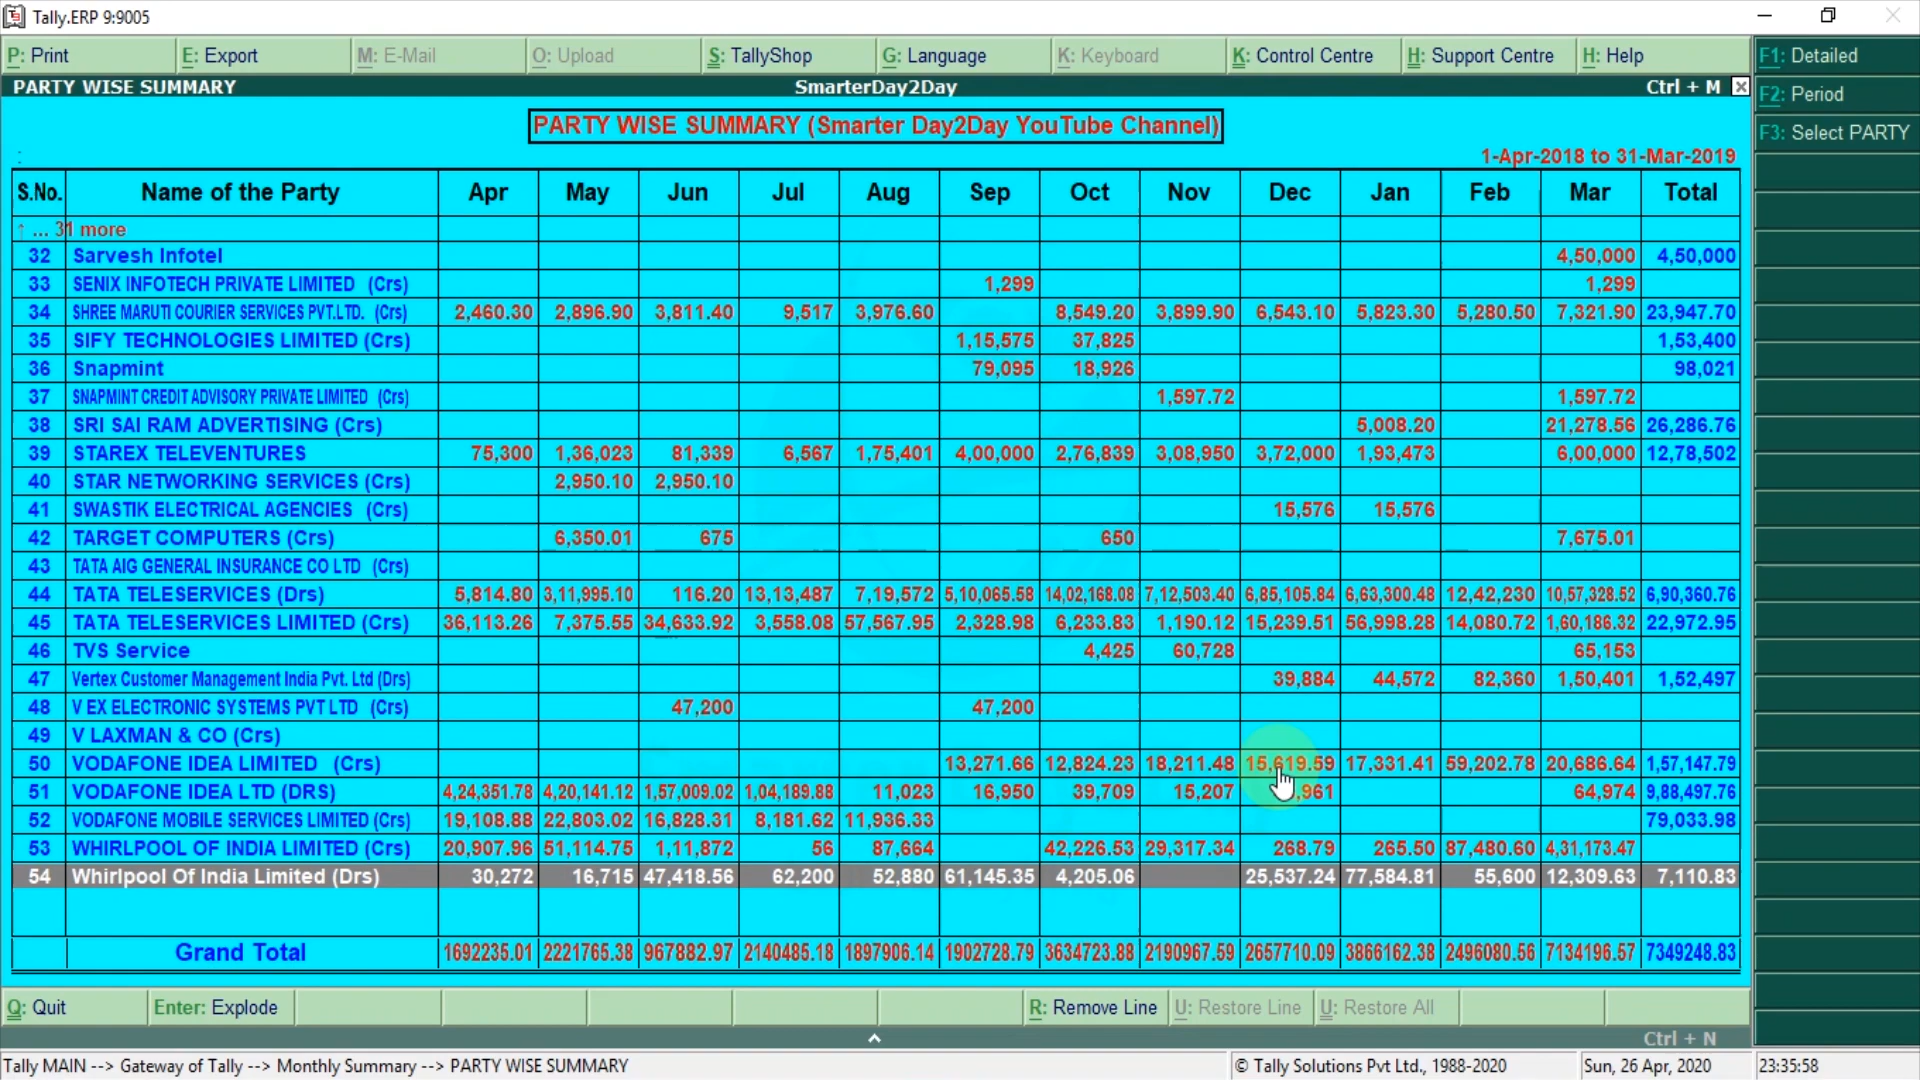 Tally.ERP 9:9005
P: Print E: Export M: E-Mail O: Upload S: TallyShop G: Language K: Keyboard K: Control Centre H: Support Centre H: Help F1: Detailed
PARTY WISE SUMMARY SmarterDay2Day Ctrl + M
F2: Period
PARTY WISE SUMMARY (Smarter Day2Day YouTube Channel)
F3: Select PARTY
:
1-Apr-2018 to 31-Mar-2019
S.No. Name of the Party Apr May Jun Jul Aug Sep Oct Nov Dec Jan Feb Mar Total
↑ ... 31 more
32 Sarvesh Infotel 4,50,000 4,50,000
33 SENIX INFOTECH PRIVATE LIMITED (Crs) 1,299 1,299
34 SHREE MARUTI COURIER SERVICES PVT.LTD. (Crs) 2,460.30 2,896.90 3,811.40 9,517 3,976.60 8,549.20 3,899.90 6,543.10 5,823.30 5,280.50 7,321.90 23,947.70
35 SIFY TECHNOLOGIES LIMITED (Crs) 1,15,575 37,825 1,53,400
36 Snapmint 79,095 18,926 98,021
37 SNAPMINT CREDIT ADVISORY PRIVATE LIMITED (Crs) 1,597.72 1,597.72
38 SRI SAI RAM ADVERTISING (Crs) 5,008.20 21,278.56 26,286.76
39 STAREX TELEVENTURES 75,300 1,36,023 81,339 6,567 1,75,401 4,00,000 2,76,839 3,08,950 3,72,000 1,93,473 6,00,000 12,78,502
40 STAR NETWORKING SERVICES (Crs) 2,950.10 2,950.10
41 SWASTIK ELECTRICAL AGENCIES (Crs) 15,576 15,576
42 TARGET COMPUTERS (Crs) 6,350.01 675 650 7,675.01
43 TATA AIG GENERAL INSURANCE CO LTD (Crs)
44 TATA TELESERVICES (Drs) 5,814.80 3,11,995.10 116.20 13,13,487 7,19,572 5,10,065.58 14,02,168.08 7,12,503.40 6,85,105.84 6,63,300.48 12,42,230 10,57,328.52 6,90,360.76
45 TATA TELESERVICES LIMITED (Crs) 36,113.26 7,375.55 34,633.92 3,558.08 57,567.95 2,328.98 6,233.83 1,190.12 15,239.51 56,998.28 14,080.72 1,60,186.32 22,972.95
46 TVS Service 4,425 60,728 65,153
47 Vertex Customer Management India Pvt. Ltd (Drs) 39,884 44,572 82,360 1,50,401 1,52,497
48 V EX ELECTRONIC SYSTEMS PVT LTD (Crs) 47,200 47,200
49 V LAXMAN & CO (Crs)
50 VODAFONE IDEA LIMITED (Crs) 13,271.66 12,824.23 18,211.48 15,619.59 17,331.41 59,202.78 20,686.64 1,57,147.79
51 VODAFONE IDEA LTD (DRS) 4,24,351.78 4,20,141.12 1,57,009.02 1,04,189.88 11,023 16,950 39,709 15,207 961 64,974 9,88,497.76
52 VODAFONE MOBILE SERVICES LIMITED (Crs) 19,108.88 22,803.02 16,828.31 8,181.62 11,936.33 79,033.98
53 WHIRLPOOL OF INDIA LIMITED (Crs) 20,907.96 51,114.75 1,11,872 56 87,664 42,226.53 29,317.34 268.79 265.50 87,480.60 4,31,173.47
54 Whirlpool Of India Limited (Drs) 30,272 16,715 47,418.56 62,200 52,880 61,145.35 4,205.06 25,537.24 77,584.81 55,600 12,309.63 7,110.83
Grand Total 1692235.01 2221765.38 967882.97 2140485.18 1897906.14 1902728.79 3634723.88 2190967.59 2657710.09 3866162.38 2496080.56 7134196.57 7349248.83
Q: Quit Enter: Explode R: Remove Line U: Restore Line U: Restore All
Ctrl + N
Tally MAIN --> Gateway of Tally --> Monthly Summary --> PARTY WISE SUMMARY © Tally Solutions Pvt Ltd., 1988-2020 Sun, 26 Apr, 2020 23:35:58